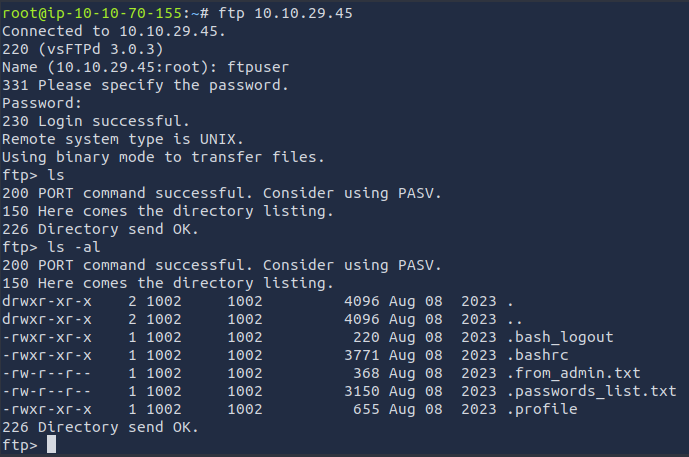 root@ip-10-10-70-155:~# ftp 10.10.29.45
Connected to 10.10.29.45.
220 (vsFTPd 3.0.3)
Name (10.10.29.45:root): ftpuser
331 Please specify the password.
Password:
230 Login successful.
Remote system type is UNIX.
Using binary mode to transfer files.
ftp> ls
200 PORT command successful. Consider using PASV.
150 Here comes the directory listing.
226 Directory send OK.
ftp> ls -al
200 PORT command successful. Consider using PASV.
150 Here comes the directory listing.
drwxr-xr-x    2 1002     1002         4096 Aug 08  2023 .
drwxr-xr-x    2 1002     1002         4096 Aug 08  2023 ..
-rwxr-xr-x    1 1002     1002          220 Aug 08  2023 .bash_logout
-rwxr-xr-x    1 1002     1002         3771 Aug 08  2023 .bashrc
-rw-r--r--    1 1002     1002          368 Aug 08  2023 .from_admin.txt
-rw-r--r--    1 1002     1002         3150 Aug 08  2023 .passwords_list.txt
-rwxr-xr-x    1 1002     1002          655 Aug 08  2023 .profile
226 Directory send OK.
ftp>